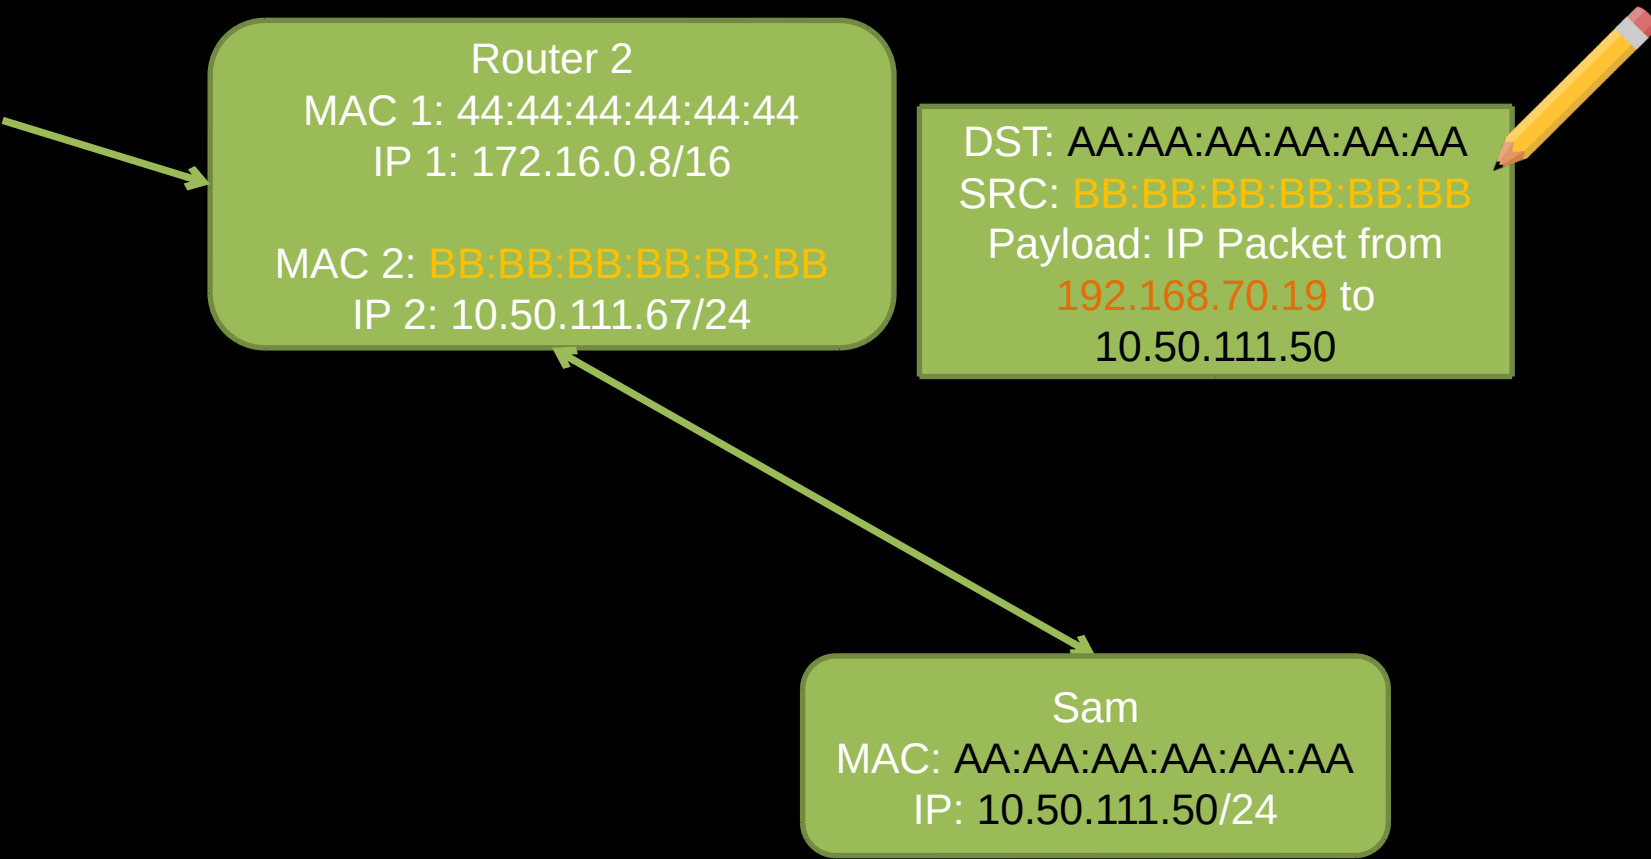 Router 2
MAC 1: 44:44:44:44:44:44
IP 1: 172.16.0.8/16
MAC 2: BB:BB:BB:BB:BB:BB
IP 2: 10.50.111.67/24
DST: AA:AA:AA:AA:AA:AA
SRC: BB:BB:BB:BB:BB:BB
Payload: IP Packet from
192.168.70.19 to
10.50.111.50
Sam
MAC: AA:AA:AA:AA:AA:AA
IP: 10.50.111.50/24